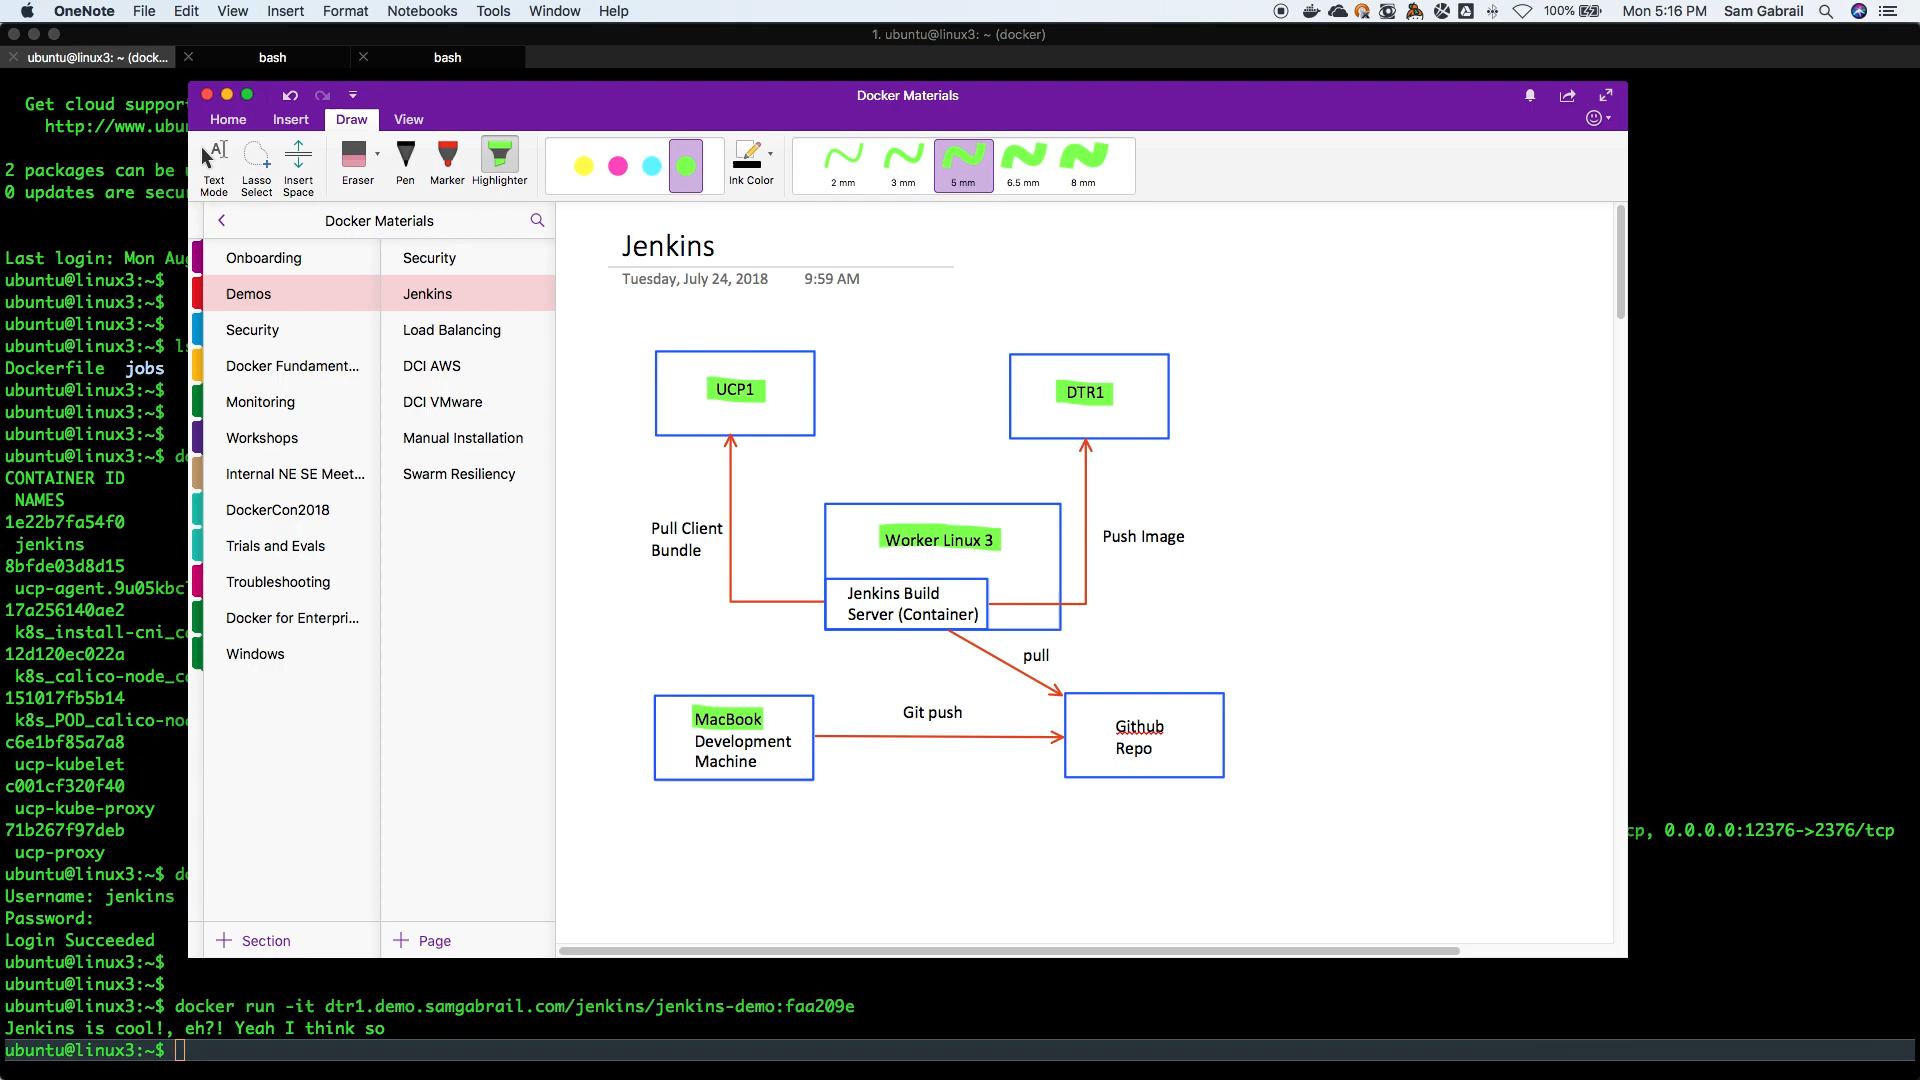 OneNote File Edit View Insert Format Notebooks Tools Window Help 100% Mon 5:16 PM Sam Gabrail
1. ubuntu@linux3: ~ (docker)
ubuntu@linux3: ~ (dock... bash bash
Get cloud support
http://www.ubu
2 packages can be
0 updates are secu
Last login: Mon Aug
ubuntu@linux3:~$
ubuntu@linux3:~$
ubuntu@linux3:~$
ubuntu@linux3:~$ ls
Dockerfile jobs
ubuntu@linux3:~$
ubuntu@linux3:~$
ubuntu@linux3:~$
ubuntu@linux3:~$ do
CONTAINER ID
NAMES
1e22b7fa54f0
jenkins
8bfde03d8d15
ucp-agent.9u05kbc
17a256140ae2
k8s_install-cni_c
12d120ec022a
k8s_calico-node_c
151017fb5b14
k8s_POD_calico-no
c6e1bf85a7a8
ucp-kubelet
c001cf320f40
ucp-kube-proxy
71b267f97deb
cp, 0.0.0.0:12376->2376/tcp
ucp-proxy
ubuntu@linux3:~$ do
Username: jenkins
Password:
Login Succeeded
ubuntu@linux3:~$
ubuntu@linux3:~$
ubuntu@linux3:~$ docker run -it dtr1.demo.samgabrail.com/jenkins/jenkins-demo:faa209e
Jenkins is cool!, eh?! Yeah I think so
ubuntu@linux3:~$
Docker Materials
Home Insert Draw View
Text Mode
Lasso Select
Insert Space
Eraser
Pen
Marker
Highlighter
Ink Color
2 mm 3 mm 5 mm 6.5 mm 8 mm
Docker Materials
Onboarding
Demos
Security
Docker Fundament...
Monitoring
Workshops
Internal NE SE Meet...
DockerCon2018
Trials and Evals
Troubleshooting
Docker for Enterpri...
Windows
Section
Security
Jenkins
Load Balancing
DCI AWS
DCI VMware
Manual Installation
Swarm Resiliency
Page
Jenkins
Tuesday, July 24, 2018 9:59 AM
UCP1
DTR1
Pull Client
Bundle
Worker Linux 3
Push Image
Jenkins Build
Server (Container)
pull
MacBook
Development
Machine
Git push
Github
Repo